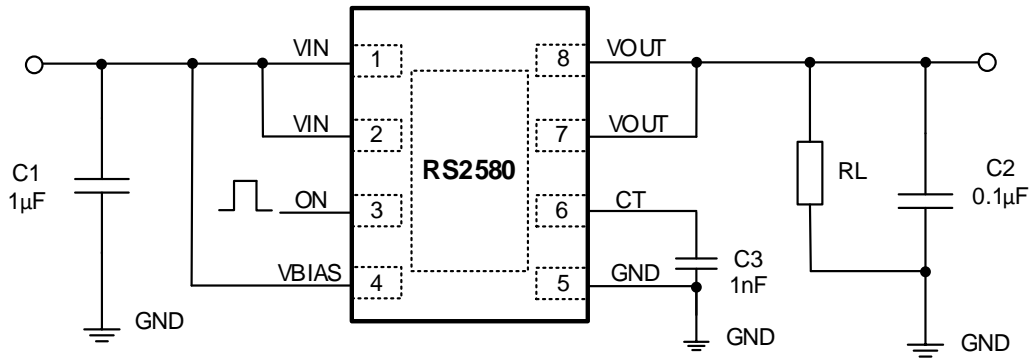 VIN
1
8
VOUT
VIN
2
7
VOUT
RS2580
C1
1µF
ON
3
6
CT
RL
C2
0.1µF
VBIAS
4
5
GND
C3
1nF
GND
GND
GND